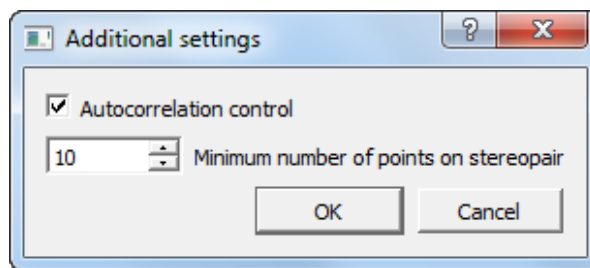 Additional settings
Autocorrelation control
10 Minimum number of points on stereopair
OK Cancel